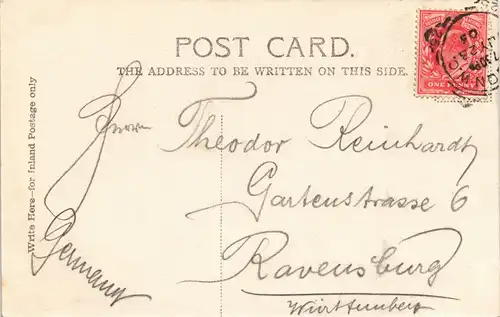 POST CARD.
THE ADDRESS TO BE WRITTEN ON THIS SIDE.
Write Here—for Inland Postage only
ONE PENNY
Herrn Theodor Reinhardt
Gartenstrasse 6
Ravensburg
Württemberg
Germany